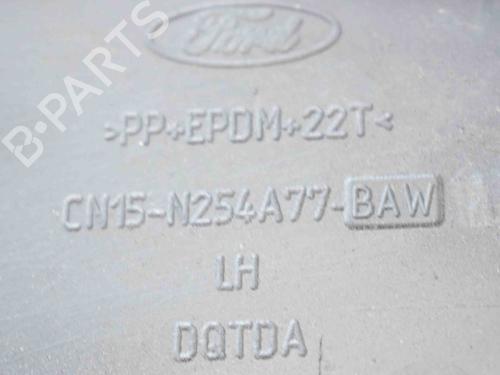 Ford
>PP+EPDM+22T<
CN15-N254A77-BAW
LH
DQTDA
B-PARTS